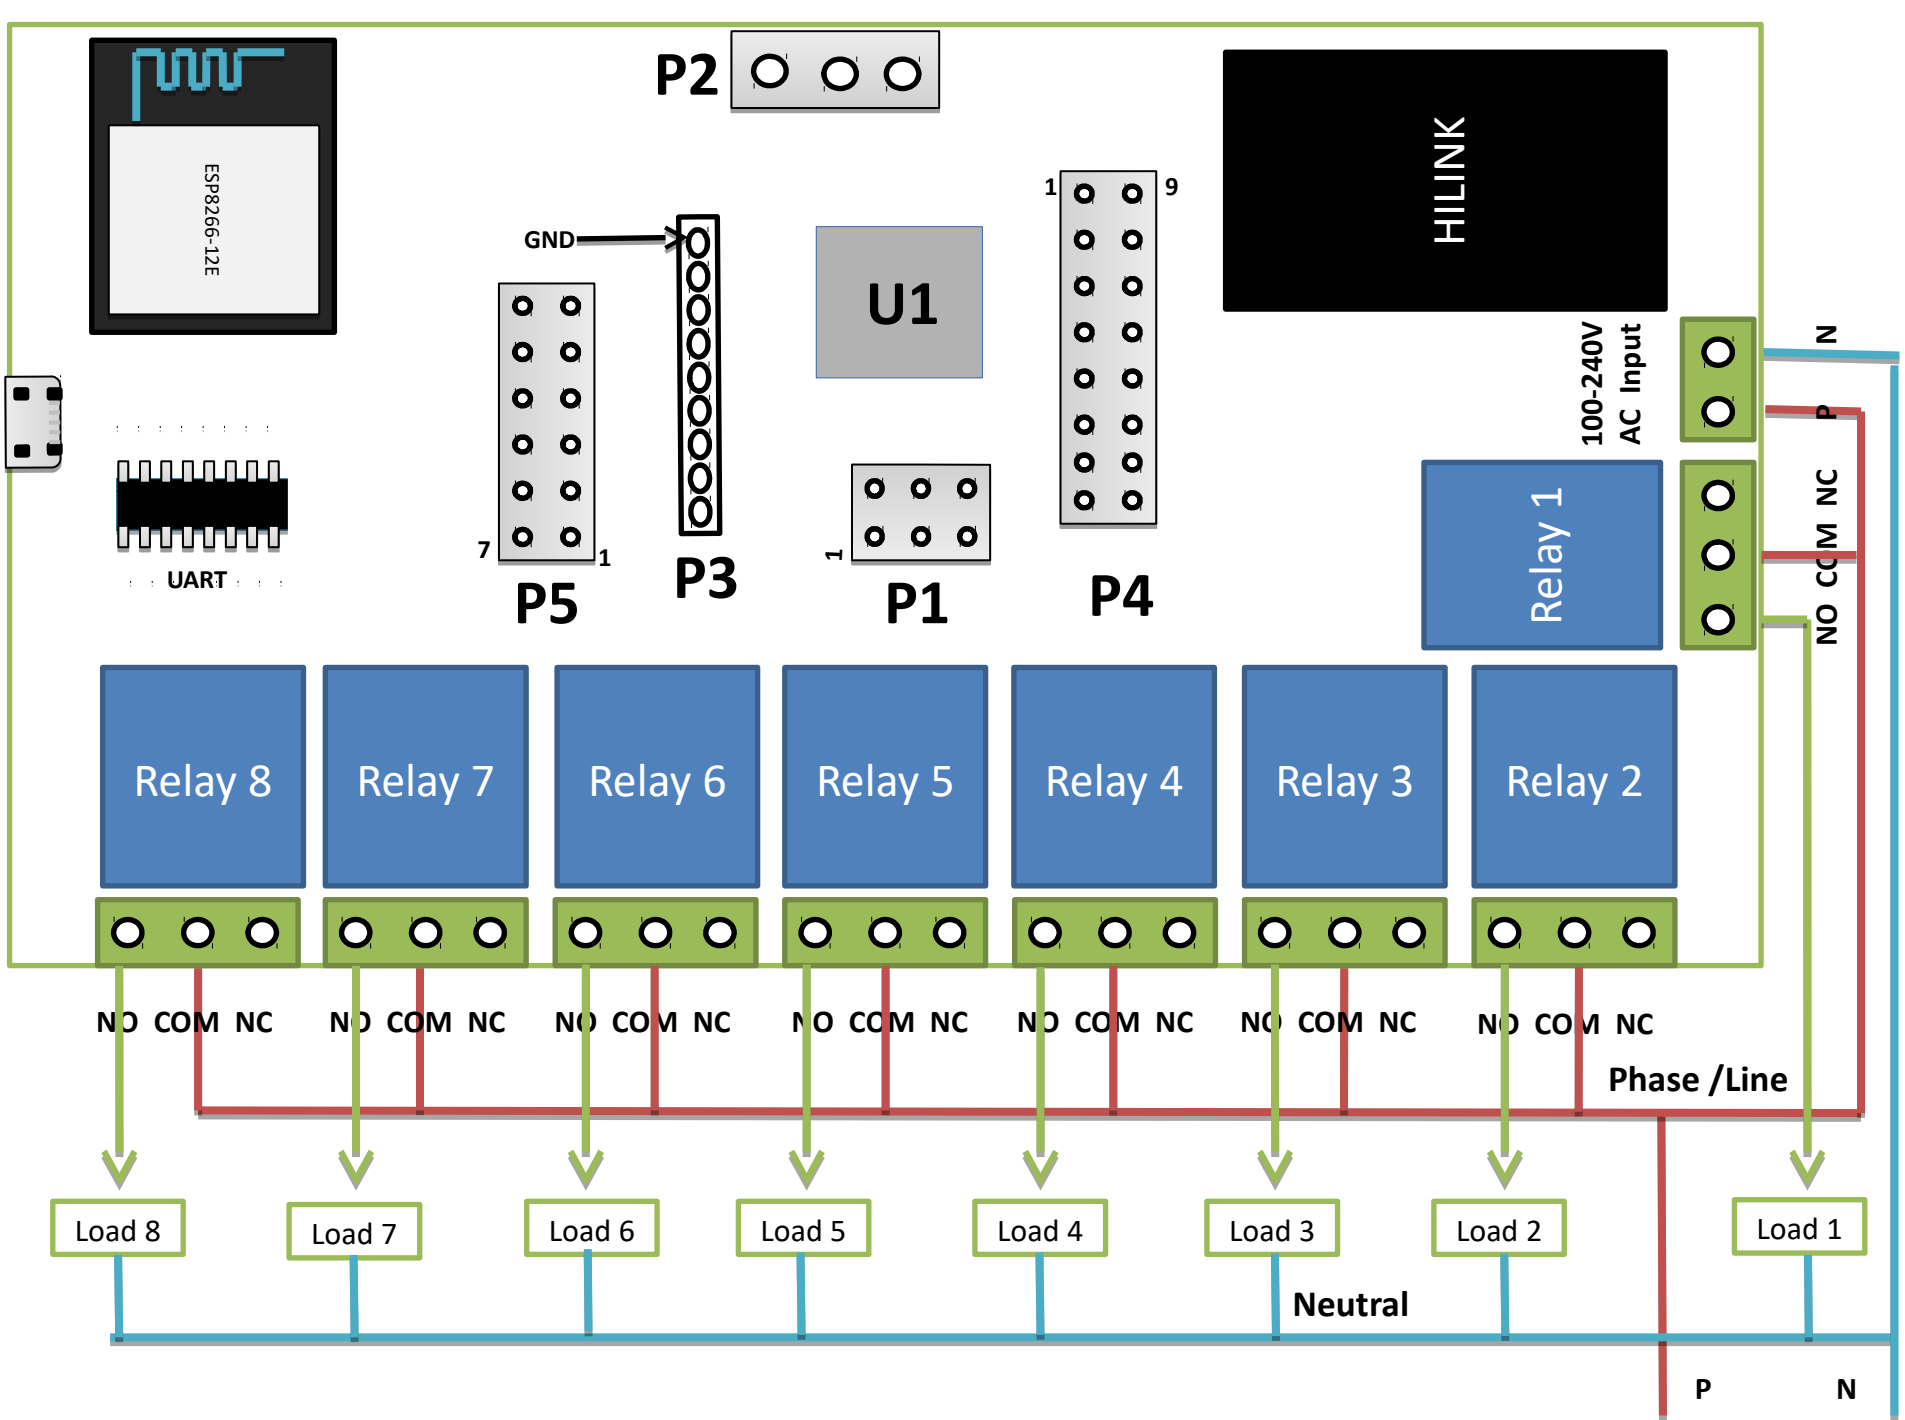 P2
ESP8266-12E
HILINK
1
9
GND
U1
100-240V
AC Input
N
P
7
1
P5
P3
1
P1
P4
UART
Relay 1
NO COM NC
Relay 8
Relay 7
Relay 6
Relay 5
Relay 4
Relay 3
Relay 2
NO COM NC
NO COM NC
NO COM NC
NO COM NC
NO COM NC
NO COM NC
NO COM NC
Phase /Line
Load 8
Load 7
Load 6
Load 5
Load 4
Load 3
Load 2
Load 1
Neutral
P
N